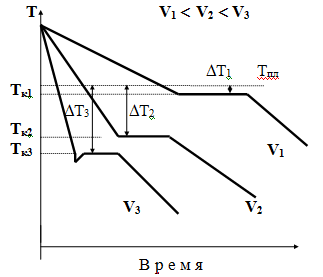 T
V1 < V2 < V3
ΔT1
Tпл
Tк1
ΔT3
ΔT2
Tк2
Tк3
V1
V2
V3
Время